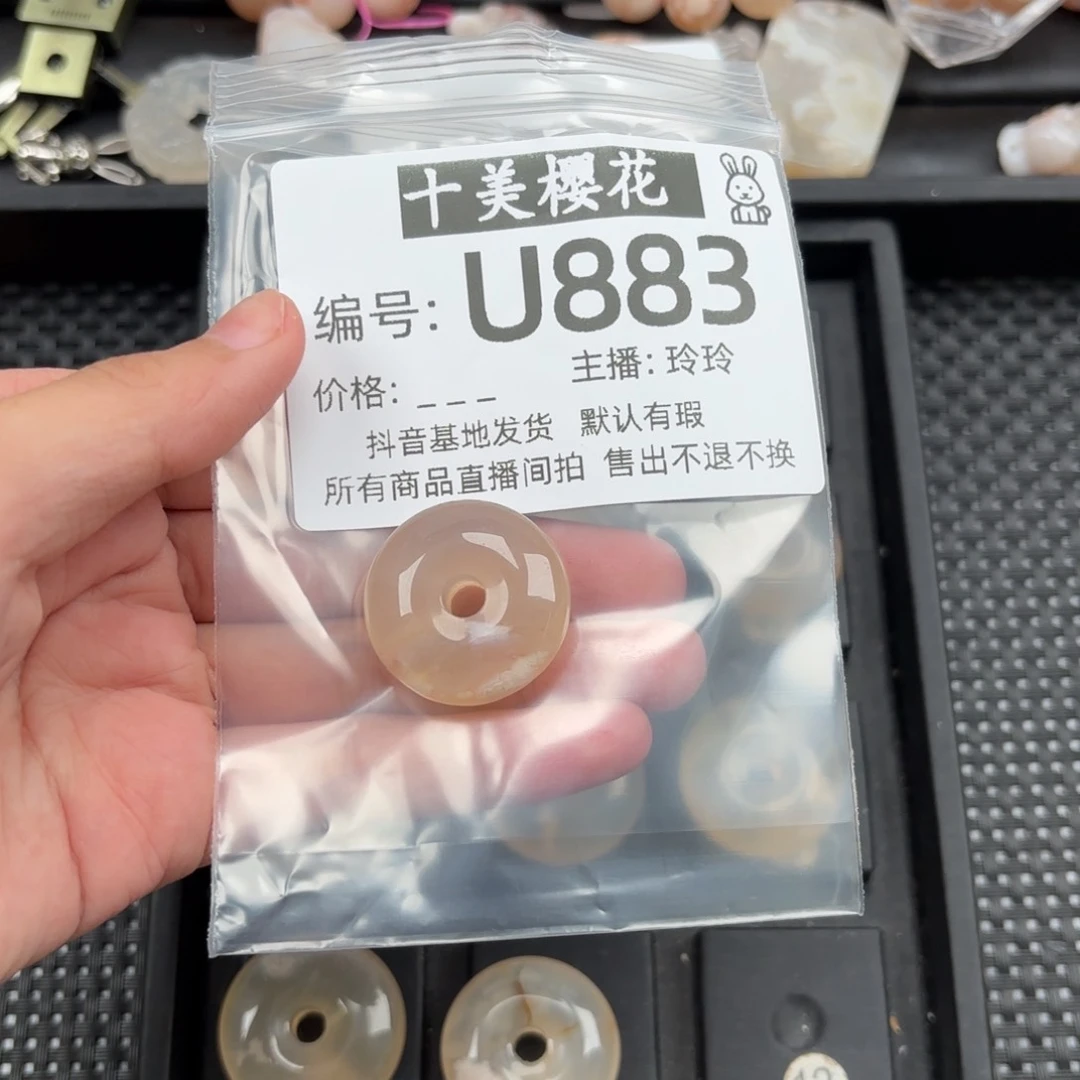 十美樱花
编号: U883
价格: _ _ _ 主播: 玲玲
抖音基地发货 默认有瑕
所有商品直播间拍 售出不退不换